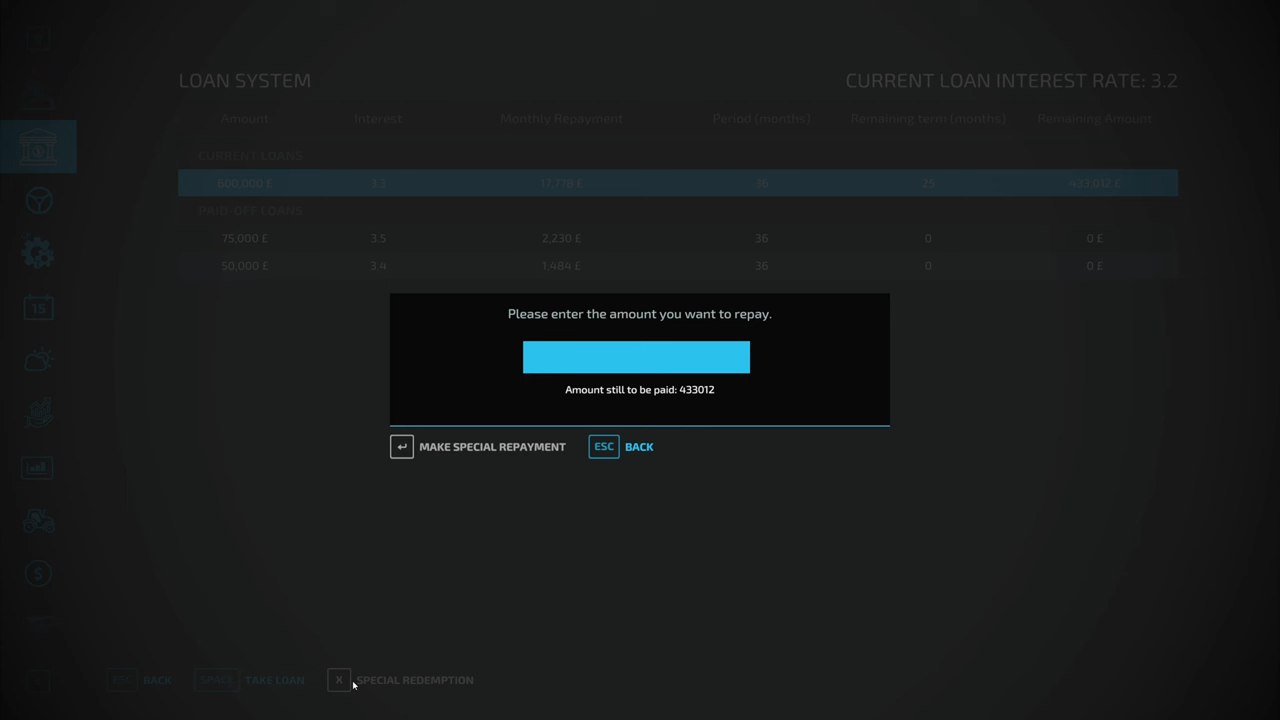 LOAN SYSTEM CURRENT LOAN INTEREST RATE: 3.2
Amount Interest Monthly Repayment Period (months) Remaining term (months) Remaining Amount
CURRENT LOANS
600,000 £ 3.3 17,778 £ 36 25 433,012 £
PAID OFF LOANS
75,000 £ 3.5 2,230 £ 36 0 0 £
50,000 £ 3.4 1,484 £ 36 0 0 £
15
Please enter the amount you want to repay.
Amount still to be paid: 433012
↵ MAKE SPECIAL REPAYMENT ESC BACK
$
ESC BACK SPACE TAKE LOAN X SPECIAL REDEMPTION